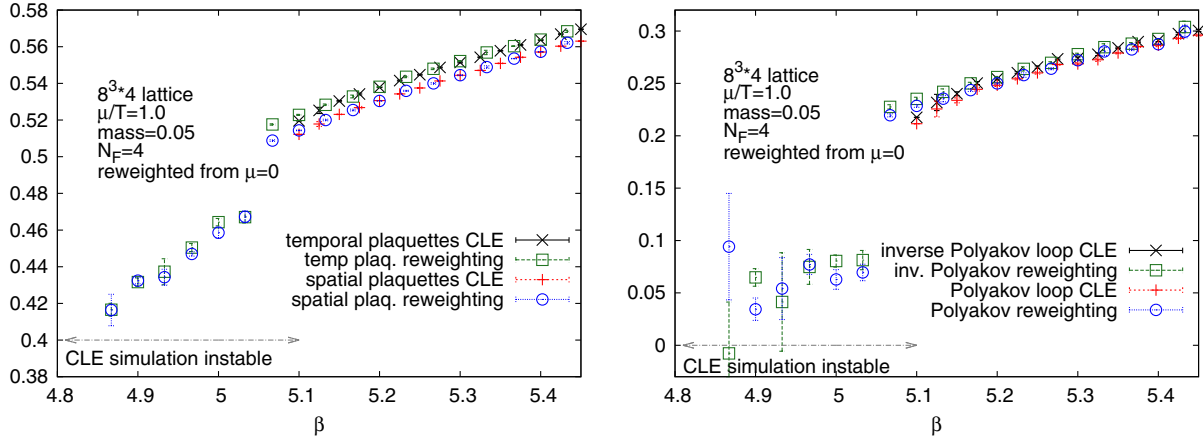 0.58
0.56
0.54
0.52
0.5
0.48
0.46
0.44
0.42
0.4
0.38
8³*4 lattice
μ/T=1.0
mass=0.05
N_F=4
reweighted from μ=0
temporal plaquettes CLE
temp plaq. reweighting
spatial plaquettes CLE
spatial plaq. reweighting
CLE simulation instable
4.8 4.9 5 5.1 5.2 5.3 5.4
β
0.3
0.25
0.2
0.15
0.1
0.05
0
8³*4 lattice
μ/T=1.0
mass=0.05
N_F=4
reweighted from μ=0
inverse Polyakov loop CLE
inv. Polyakov reweighting
Polyakov loop CLE
Polyakov reweighting
CLE simulation instable
4.8 4.9 5 5.1 5.2 5.3 5.4
β